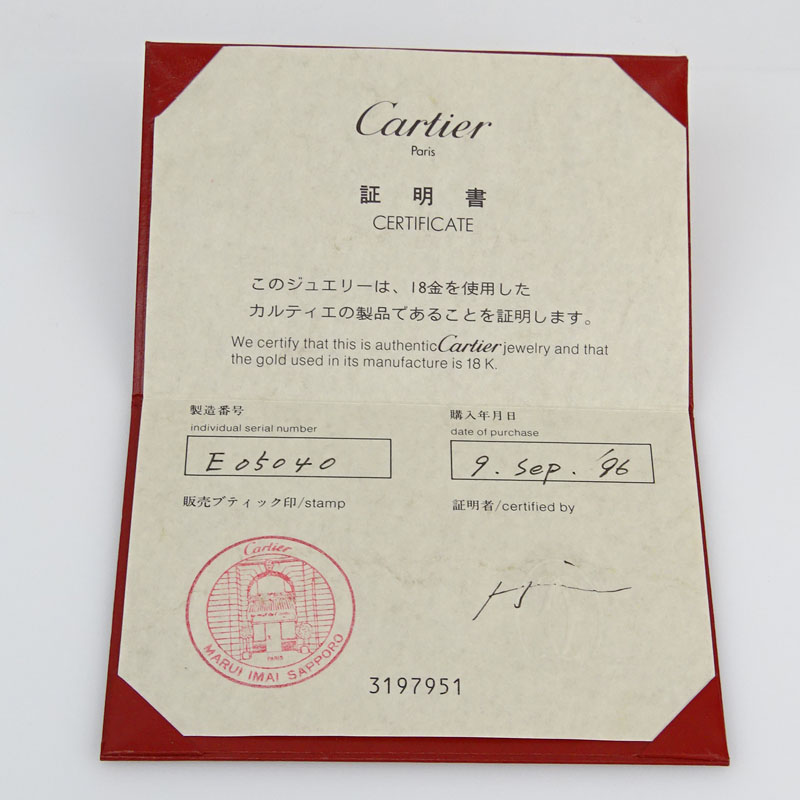 Cartier
Paris
証明書
CERTIFICATE
このジュエリーは、18金を使用した
カルティエの製品であることを証明します。
We certify that this is authentic Cartier jewelry and that
the gold used in its manufacture is 18 K.
製造番号
individual serial number
E05040
購入年月日
date of purchase
9. Sep. '96
販売ブティック印/stamp
証明者/certified by
Cartier
PARIS
MARUI IMAI SAPPORO
3197951